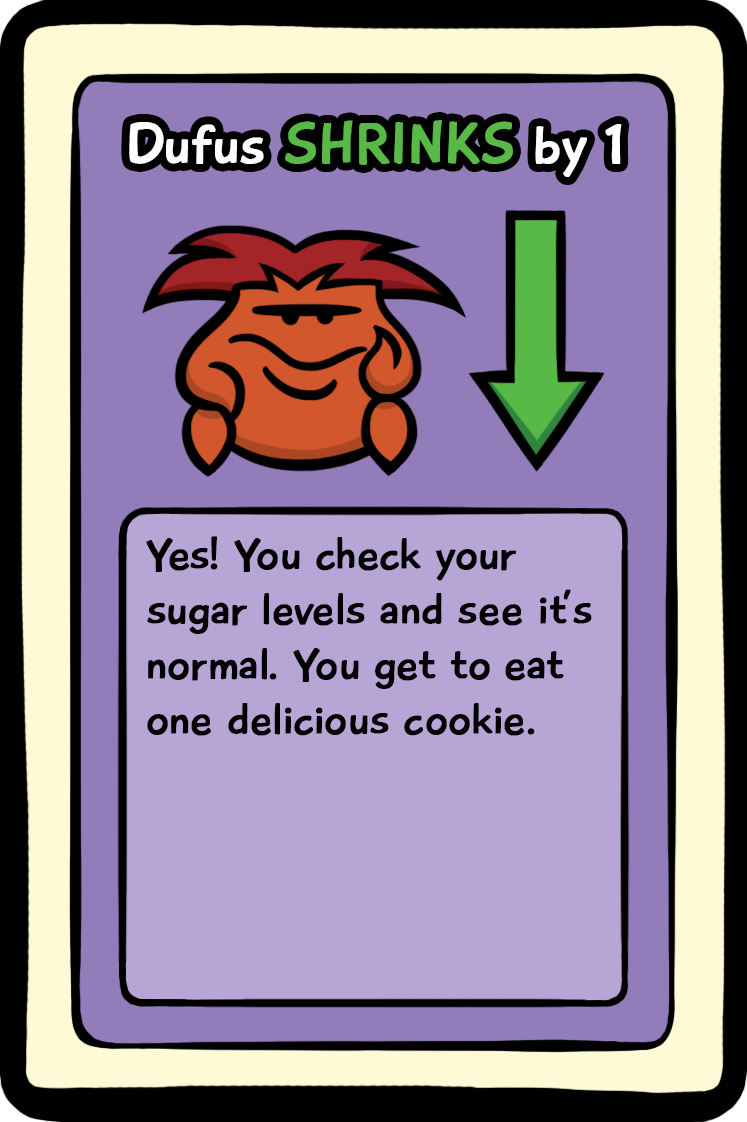 Dufus SHRINKS by 1
Yes! You check your
sugar levels and see it's
normal. You get to eat
one delicious cookie.